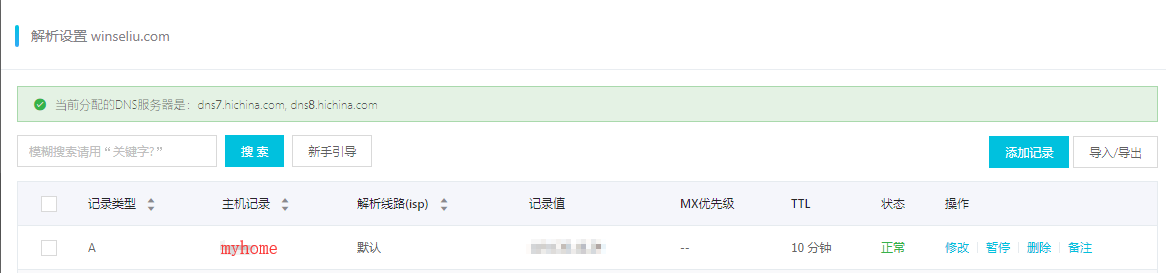 解析设置 winseliu.com
当前分配的DNS服务器是：dns7.hichina.com, dns8.hichina.com
模糊搜索请用“关键字?” 搜 索 新手引导 添加记录 导入/导出
记录类型 主机记录 解析线路(isp) 记录值 MX优先级 TTL 状态 操作
A myhome 默认 -- 10 分钟 正常 修改 暂停 删除 备注